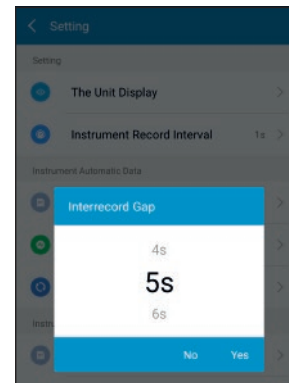 Setting
Setting
The Unit Display
Instrument Record Interval 1s
Instrument Automatic Data
Interrecord Gap
4s
5s
6s
No Yes